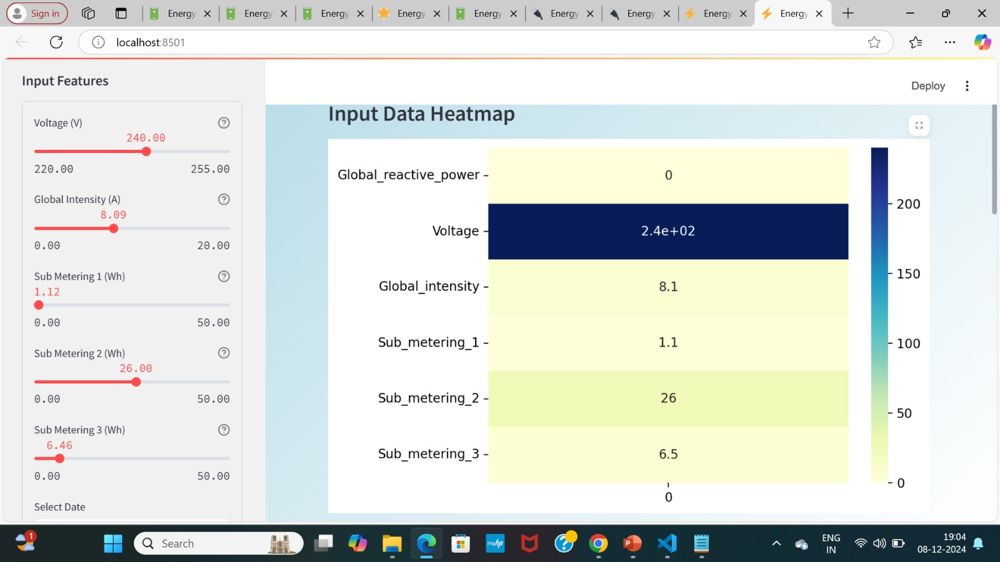 Sign in
Energy
Energy
Energy
Energy
Energy
Energy
Energy
Energy
Energy
localhost:8501
Input Features
Deploy
Voltage (V)
240.00
220.00 255.00
Global Intensity (A)
8.09
0.00 20.00
Sub Metering 1 (Wh)
1.12
0.00 50.00
Sub Metering 2 (Wh)
26.00
0.00 50.00
Sub Metering 3 (Wh)
6.46
0.00 50.00
Select Date
Input Data Heatmap
Global_reactive_power 0
Voltage 2.4e+02
Global_intensity 8.1
Sub_metering_1 1.1
Sub_metering_2 26
Sub_metering_3 6.5
0
200
150
100
50
0
1
Search
myhp
P
ENG
IN
19:04
08-12-2024